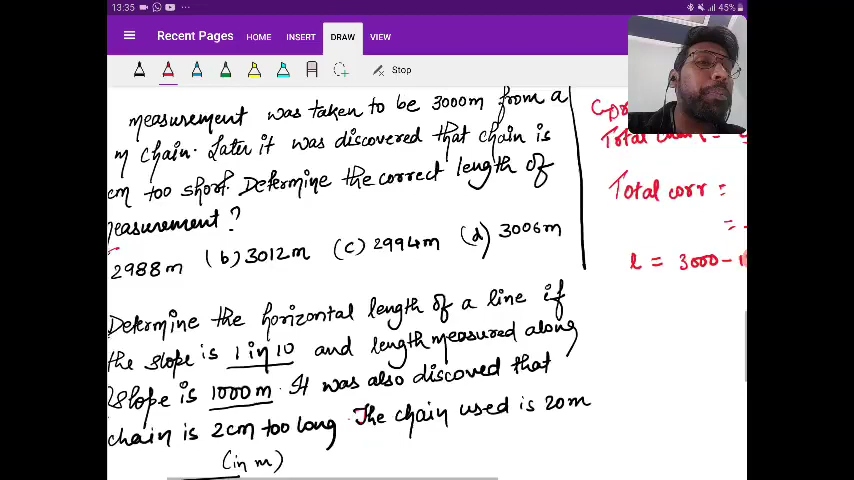 13:35
45%
Recent Pages HOME INSERT DRAW VIEW
Stop
measurement was taken to be 3000m from a
m chain. Later it was discovered that chain is
cm too short. Determine the correct length of
measurement?
2988m (b) 3012m (c) 2994m (d) 3006m
Total corr =
=
l = 3000 -
Determine the horizontal length of a line if
the slope is 1 in 10 and length measured along
slope is 1000m. It was also discoved that
chain is 2cm too long. The chain used is 20m
(in m)